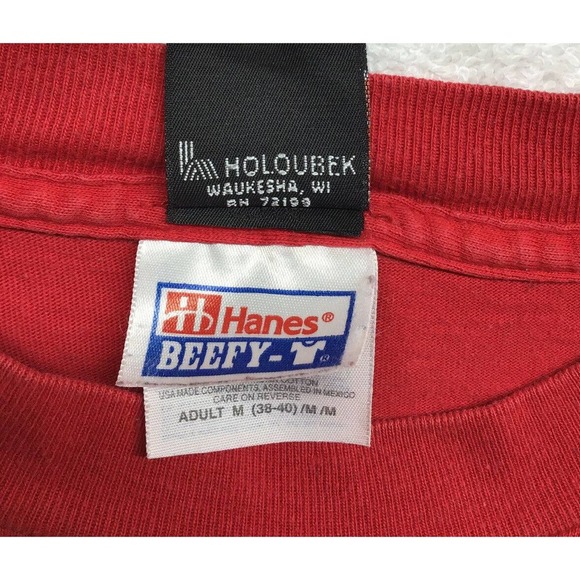 HOLOUBEK
WAUKESHA, WI
RN 72199
Hanes®
BEEFY-T®
COTTON
USA MADE COMPONENTS, ASSEMBLED IN MEXICO
CARE ON REVERSE
ADULT M (38-40) /M/M